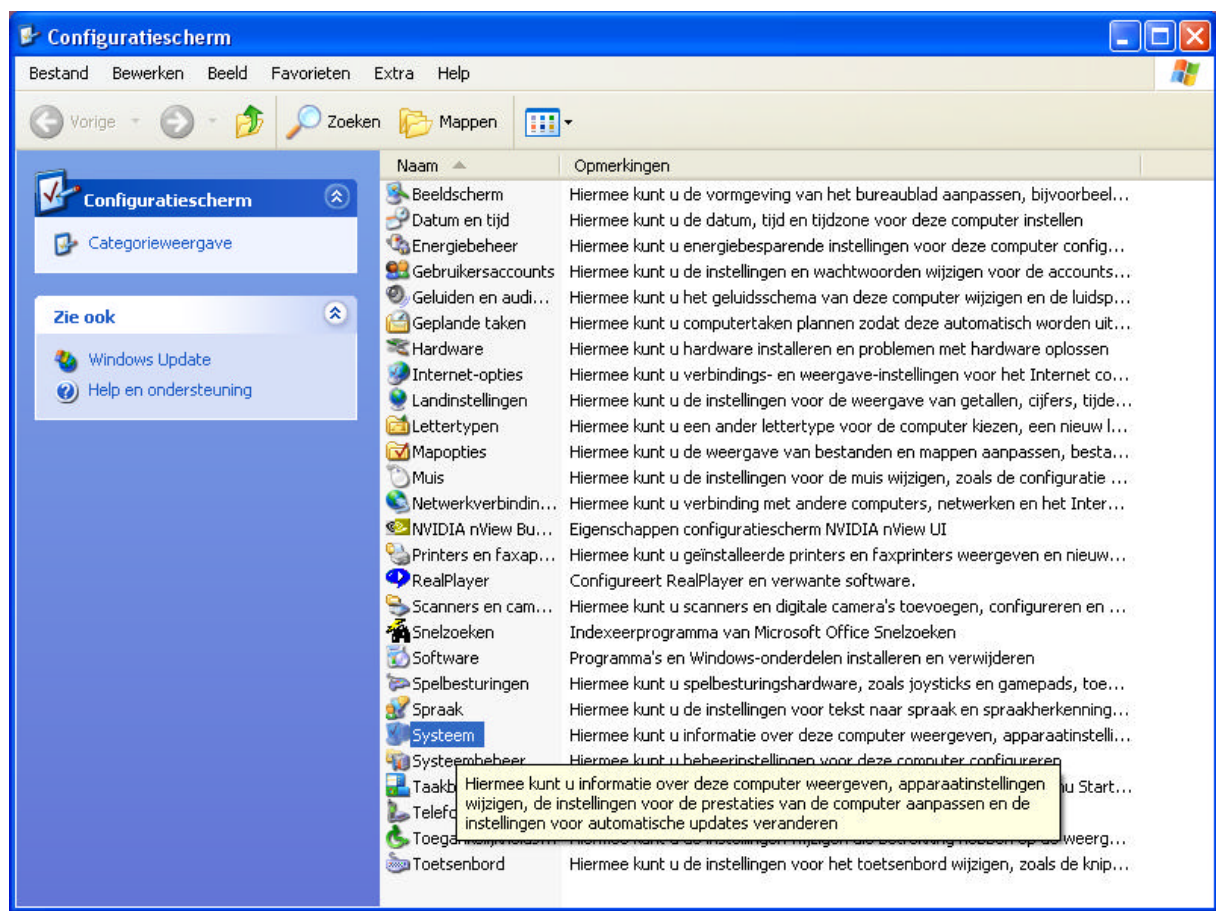 Configuratiescherm
Bestand Bewerken Beeld Favorieten Extra Help
Vorige Zoeken Mappen
Configuratiescherm
Categorieweergave
Zie ook
Windows Update
Help en ondersteuning
Naam Opmerkingen
Beeldscherm Hiermee kunt u de vormgeving van het bureaublad aanpassen, bijvoorbeel...
Datum en tijd Hiermee kunt u de datum, tijd en tijdzone voor deze computer instellen
Energiebeheer Hiermee kunt u energiebesparende instellingen voor deze computer config...
Gebruikersaccounts Hiermee kunt u de instellingen en wachtwoorden wijzigen voor de accounts...
Geluiden en audi... Hiermee kunt u het geluidsschema van deze computer wijzigen en de luidsp...
Geplande taken Hiermee kunt u computertaken plannen zodat deze automatisch worden uit...
Hardware Hiermee kunt u hardware installeren en problemen met hardware oplossen
Internet-opties Hiermee kunt u verbindings- en weergave-instellingen voor het Internet co...
Landinstellingen Hiermee kunt u de instellingen voor de weergave van getallen, cijfers, tijde...
Lettertypen Hiermee kunt u een ander lettertype voor de computer kiezen, een nieuw l...
Mapopties Hiermee kunt u de weergave van bestanden en mappen aanpassen, besta...
Muis Hiermee kunt u de instellingen voor de muis wijzigen, zoals de configuratie ...
Netwerkverbindin... Hiermee kunt u verbinding met andere computers, netwerken en het Inter...
NVIDIA nView Bu... Eigenschappen configuratiescherm NVIDIA nView UI
Printers en faxap... Hiermee kunt u geïnstalleerde printers en faxprinters weergeven en nieuw...
RealPlayer Configureert RealPlayer en verwante software.
Scanners en cam... Hiermee kunt u scanners en digitale camera's toevoegen, configureren en ...
Snelzoeken Indexeerprogramma van Microsoft Office Snelzoeken
Software Programma's en Windows-onderdelen installeren en verwijderen
Spelbesturingen Hiermee kunt u spelbesturingshardware, zoals joysticks en gamepads, toe...
Spraak Hiermee kunt u de instellingen voor tekst naar spraak en spraakherkenning...
Systeem Hiermee kunt u informatie over deze computer weergeven, apparaatinstelli...
Systeembeheer Hiermee kunt u beheerinstellingen voor deze computer configureren
Taakb nu Start...
Hiermee kunt u informatie over deze computer weergeven, apparaatinstellingen
wijzigen, de instellingen voor de prestaties van de computer aanpassen en de
instellingen voor automatische updates veranderen
Telefo
weerg...
Toetsenbord Hiermee kunt u de instellingen voor het toetsenbord wijzigen, zoals de knip...